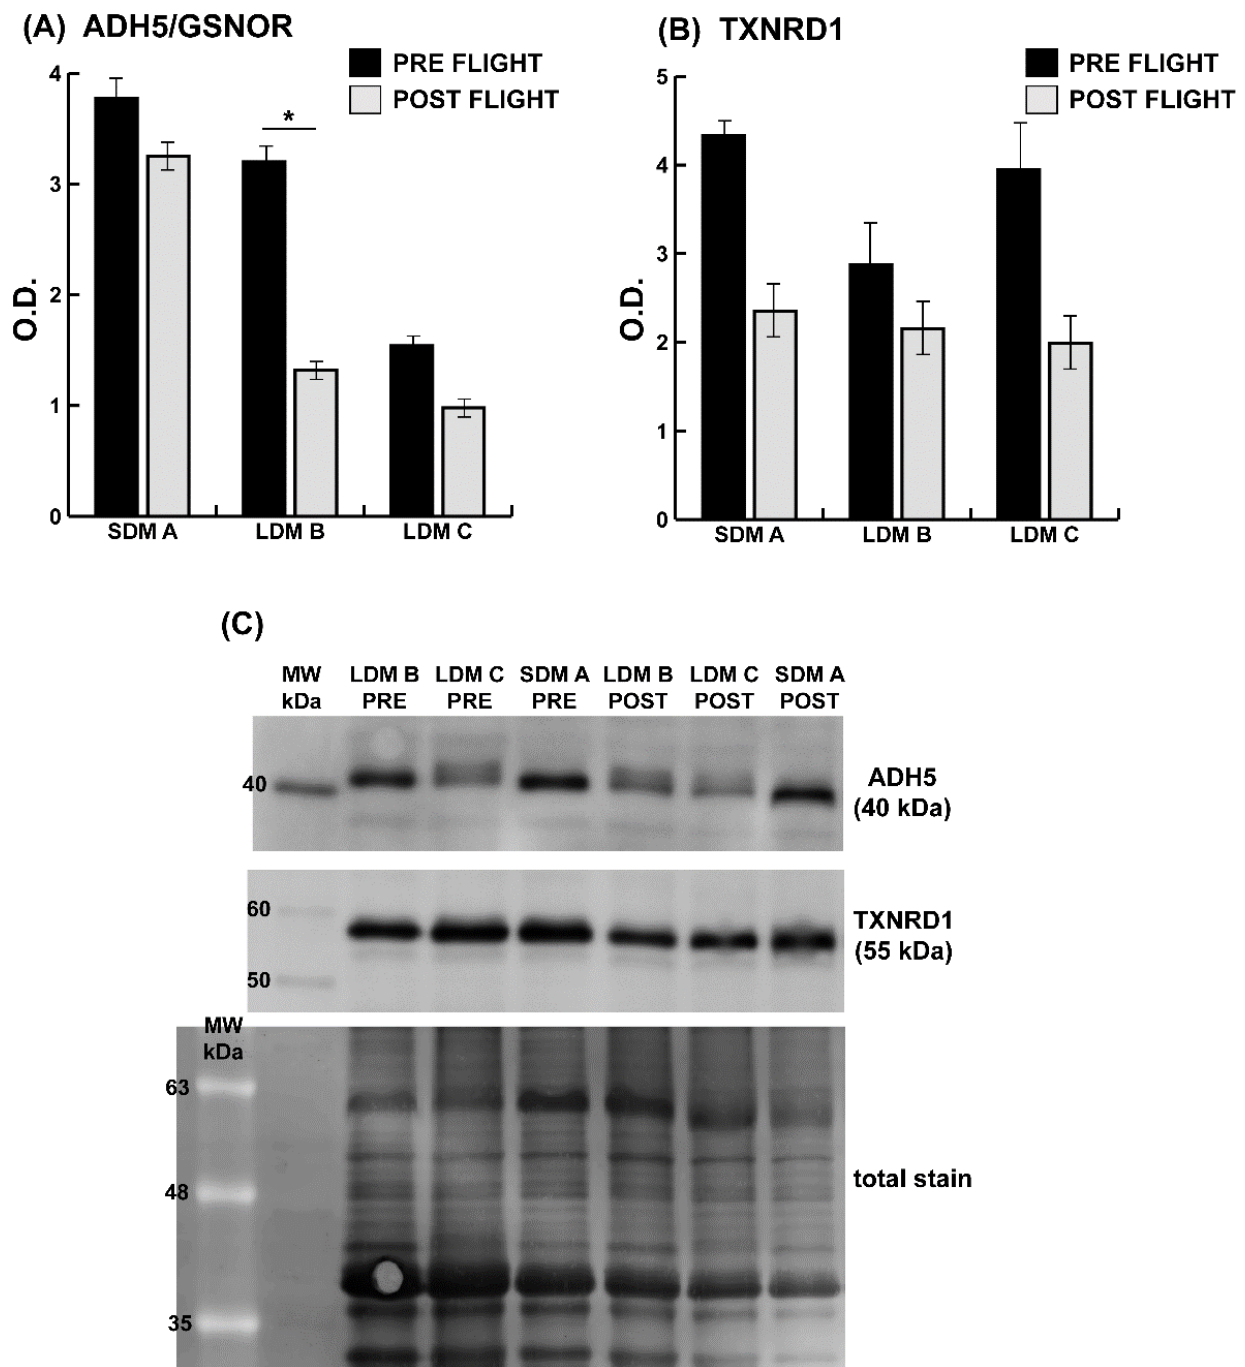 (A) ADH5/GSNOR
PRE FLIGHT
POST FLIGHT
4
3
2
1
0
O.D.
*
SDM A LDM B LDM C
(B) TXNRD1
PRE FLIGHT
POST FLIGHT
5
4
3
2
1
0
O.D.
SDM A LDM B LDM C
(C)
MW LDM B LDM C SDM A LDM B LDM C SDM A
kDa PRE PRE PRE POST POST POST
40
ADH5
(40 kDa)
60
50
TXNRD1
(55 kDa)
MW
kDa
63
48
35
total stain